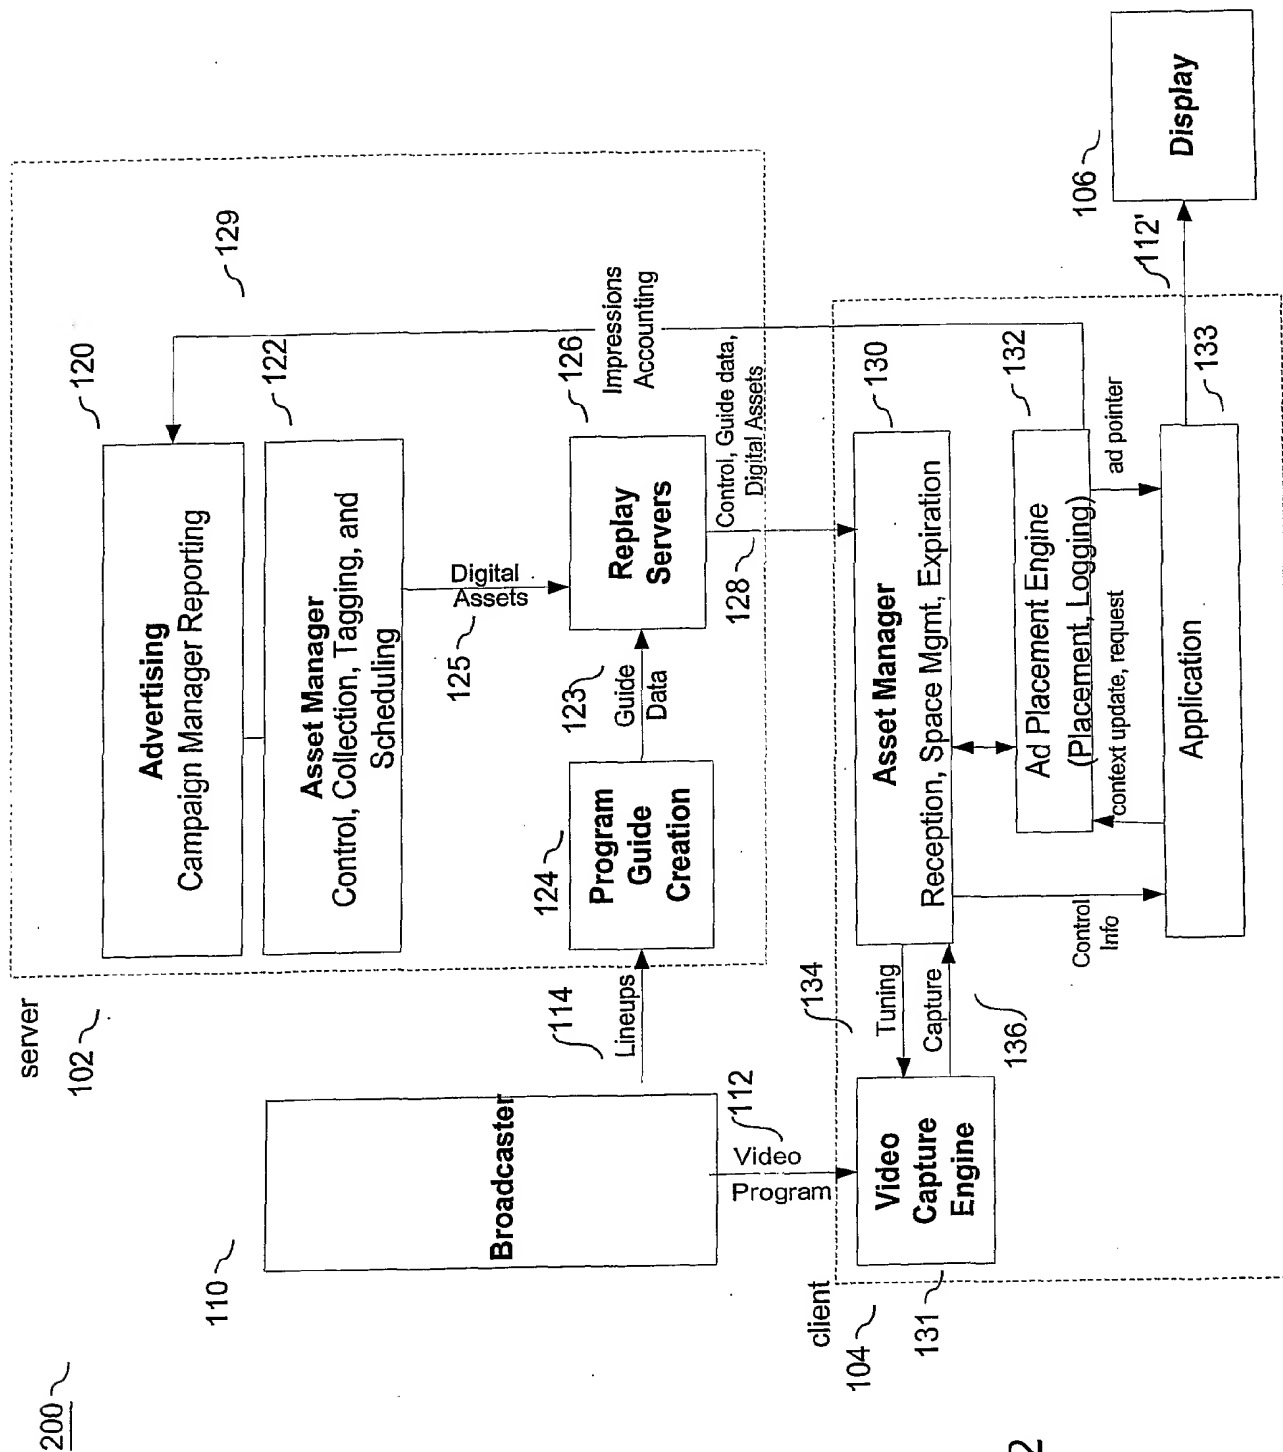 200
server
102
120
Advertising
Campaign Manager Reporting
122
Asset Manager
Control, Collection, Tagging, and
Scheduling
129
110
Broadcaster
114
Lineups
124
Program
Guide
Creation
123
Guide
Data
125
Digital
Assets
126
Replay
Servers
Impressions
Accounting
128
Control, Guide data,
Digital Assets
112
Video
Program
client
104
131
Video
Capture
Engine
134
Tuning
Capture
136
130
Asset Manager
Reception, Space Mgmt, Expiration
132
Ad Placement Engine
(Placement, Logging)
context update, request
ad pointer
Control
Info
133
Application
112'
106
Display
2